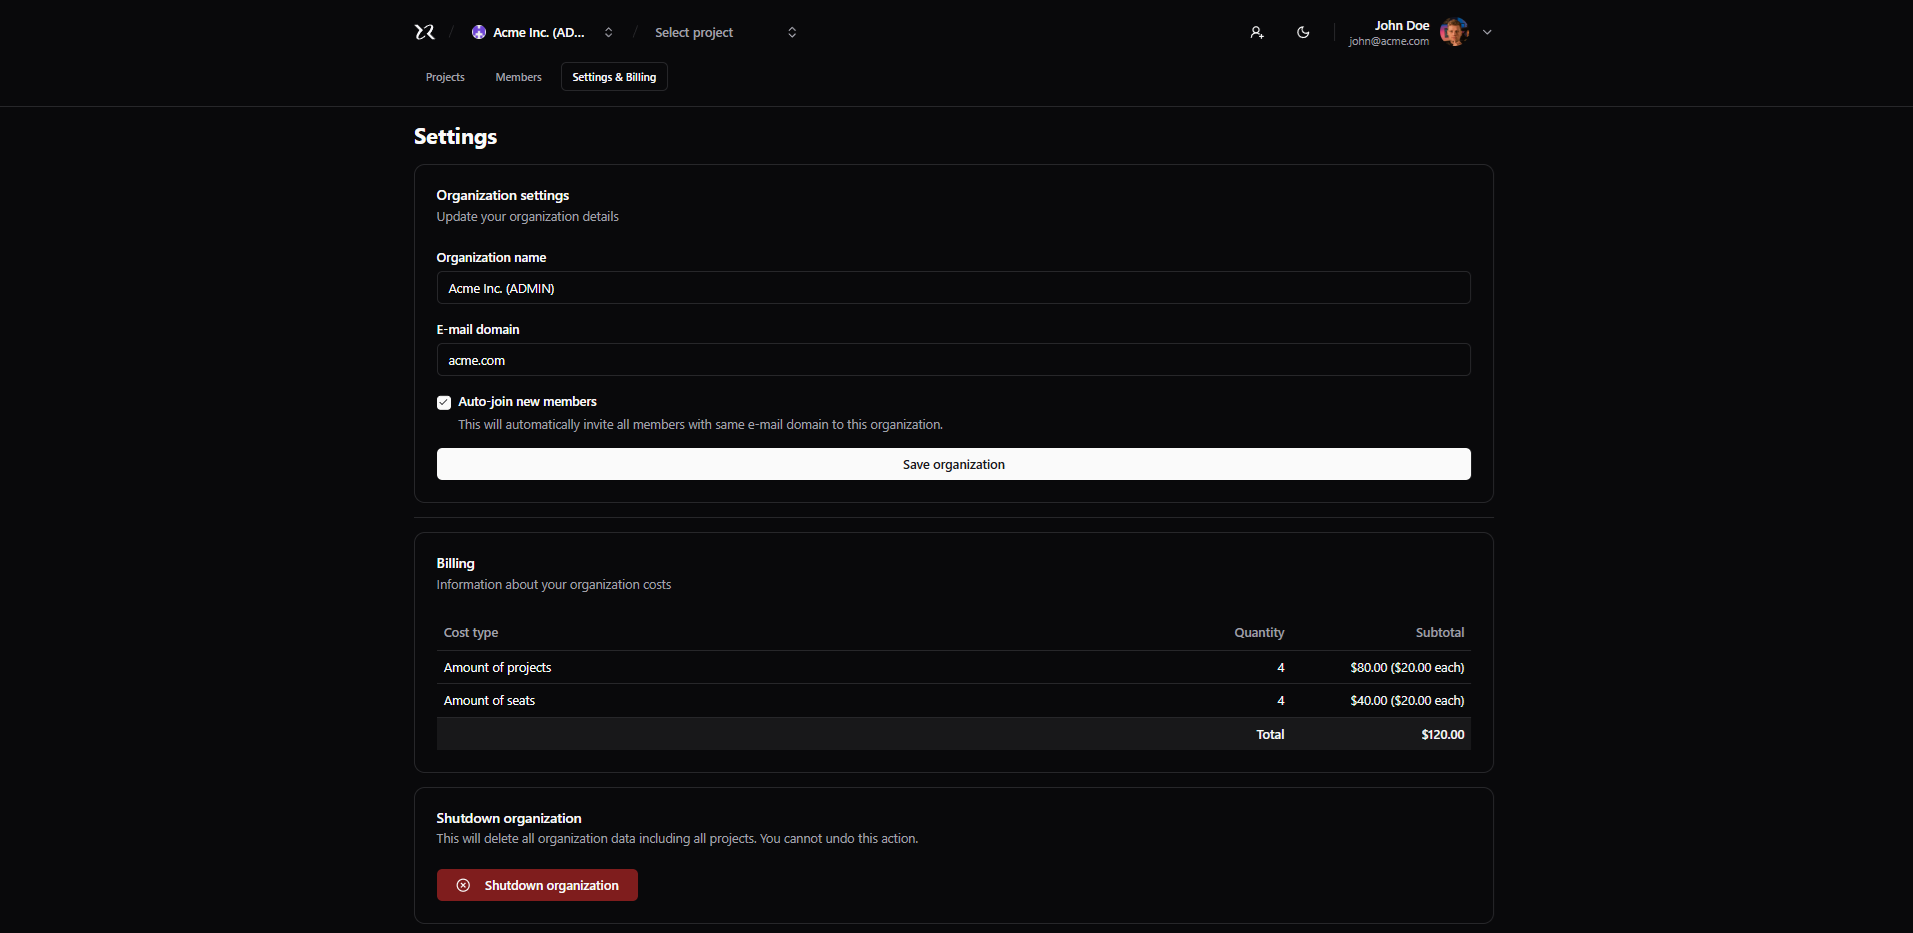 Acme Inc. (AD...
Select project
John Doe
john@acme.com
Projects
Members
Settings & Billing
Settings
Organization settings
Update your organization details
Organization name
Acme Inc. (ADMIN)
E-mail domain
acme.com
Auto-join new members
This will automatically invite all members with same e-mail domain to this organization.
Save organization
Billing
Information about your organization costs
Cost type Quantity Subtotal
Amount of projects 4 $80.00 ($20.00 each)
Amount of seats 4 $40.00 ($20.00 each)
Total $120.00
Shutdown organization
This will delete all organization data including all projects. You cannot undo this action.
Shutdown organization